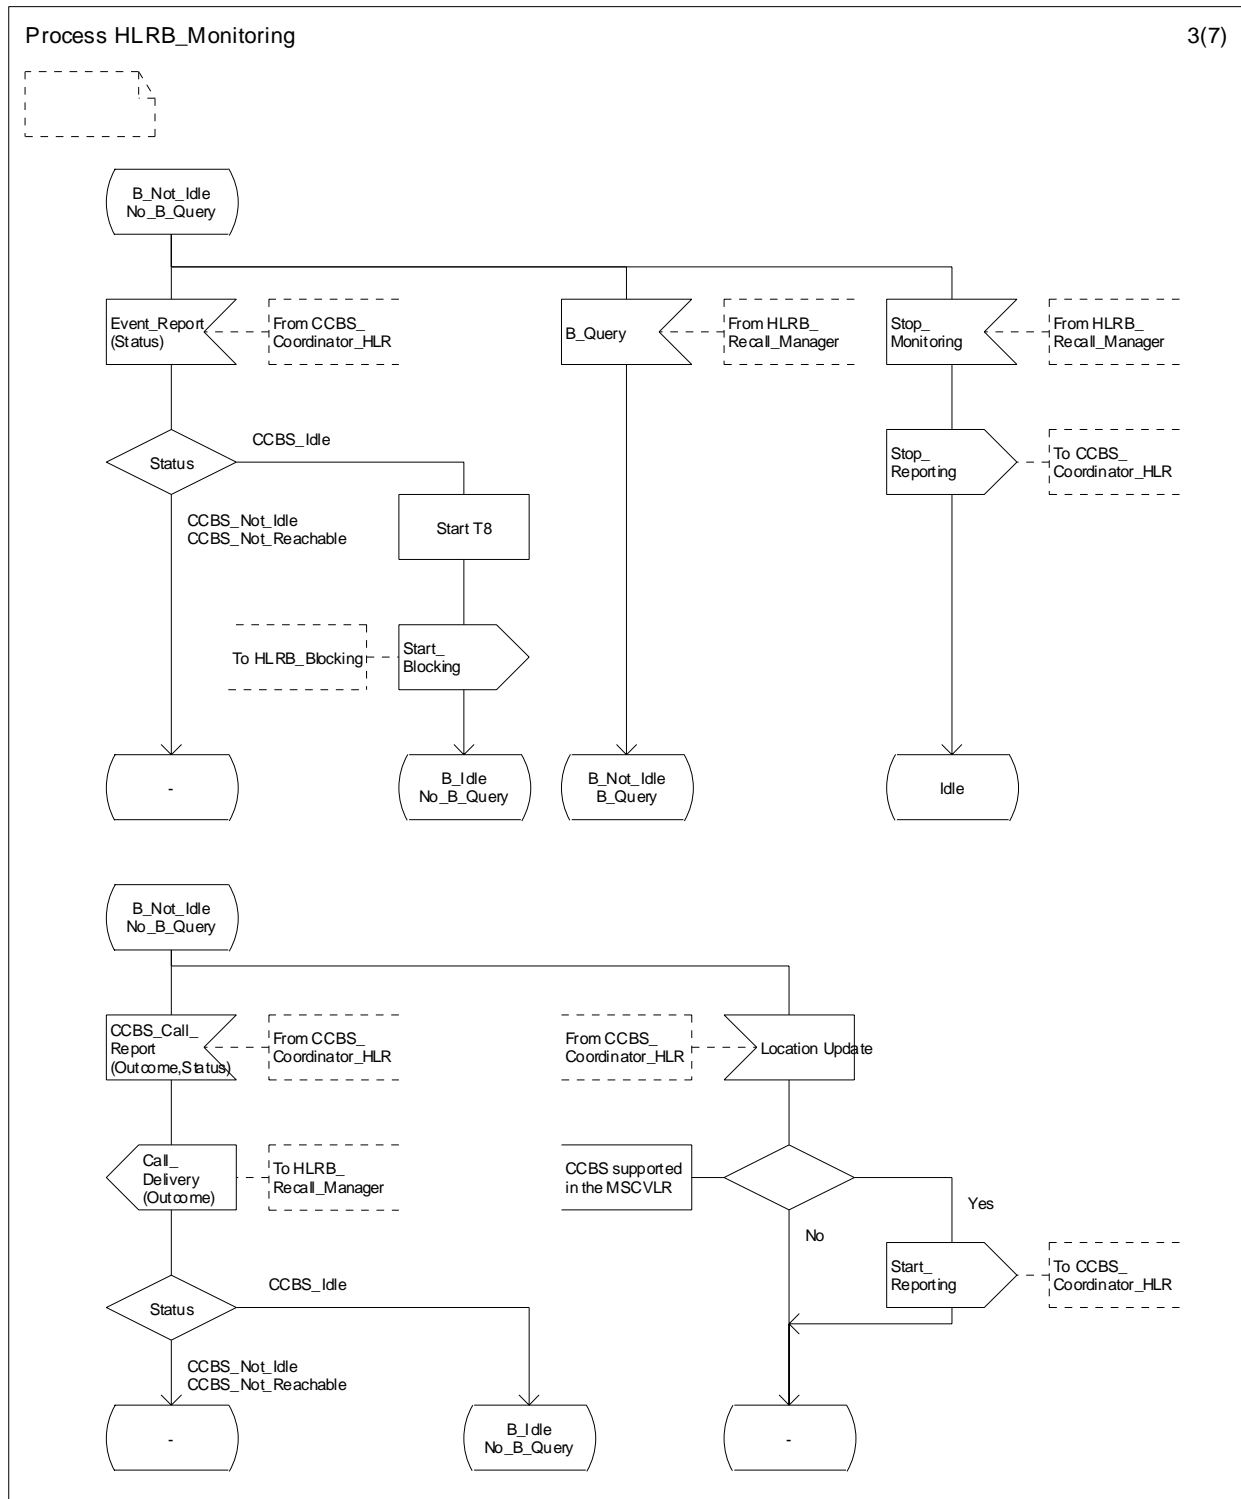 Process HLRB_Monitoring
3(7)
B_Not_Idle
No_B_Query
Event_Report
(Status)
From CCBS_
Coordinator_HLR
B_Query
From HLRB_
Recall_Manager
Stop_
Monitoring
From HLRB_
Recall_Manager
Status
CCBS_Idle
Stop_
Reporting
To CCBS_
Coordinator_HLR
CCBS_Not_Idle
CCBS_Not_Reachable
Start T8
To HLRB_Blocking
Start_
Blocking
-
B_Idle
No_B_Query
B_Not_Idle
B_Query
Idle
B_Not_Idle
No_B_Query
CCBS_Call_
Report
(Outcome,Status)
From CCBS_
Coordinator_HLR
From CCBS_
Coordinator_HLR
Location Update
Call_
Delivery
(Outcome)
To HLRB_
Recall_Manager
CCBS supported
in the MSCVLR
Yes
No
Start_
Reporting
To CCBS_
Coordinator_HLR
Status
CCBS_Idle
CCBS_Not_Idle
CCBS_Not_Reachable
-
B_Idle
No_B_Query
-